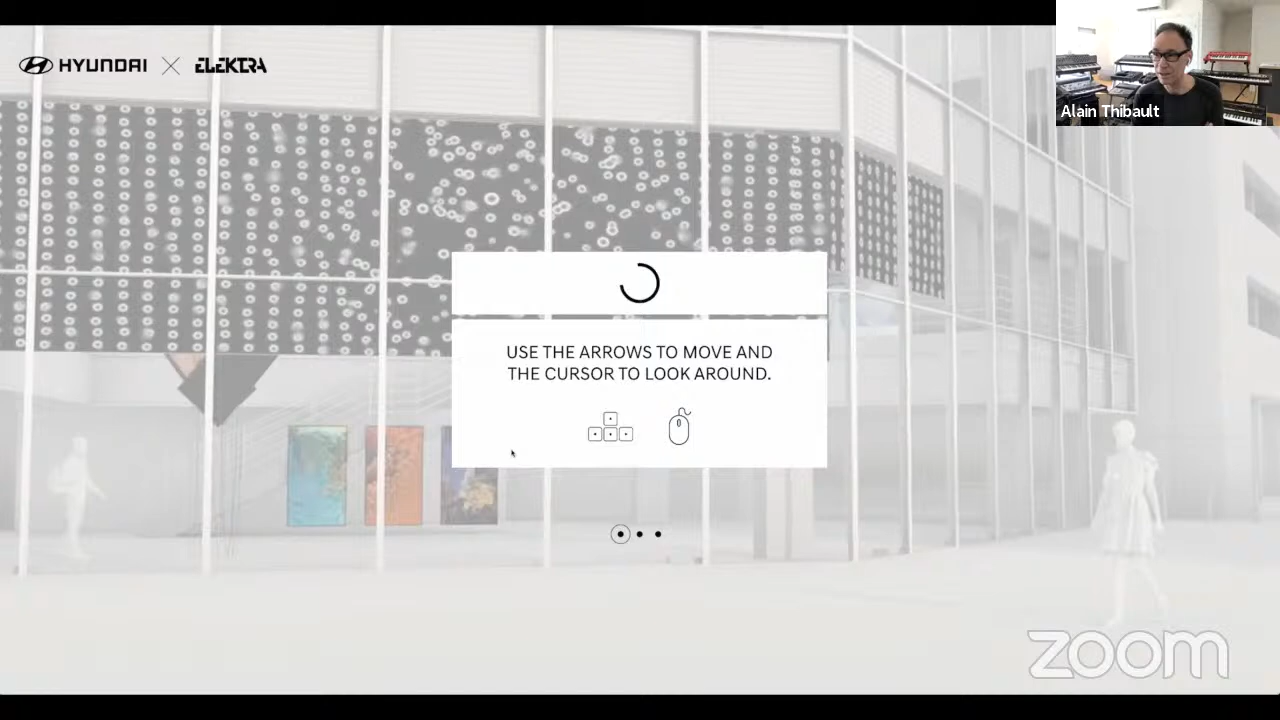 HYUNDAI
ELEKTRA
Alain Thibault
USE THE ARROWS TO MOVE AND
THE CURSOR TO LOOK AROUND.
zoom